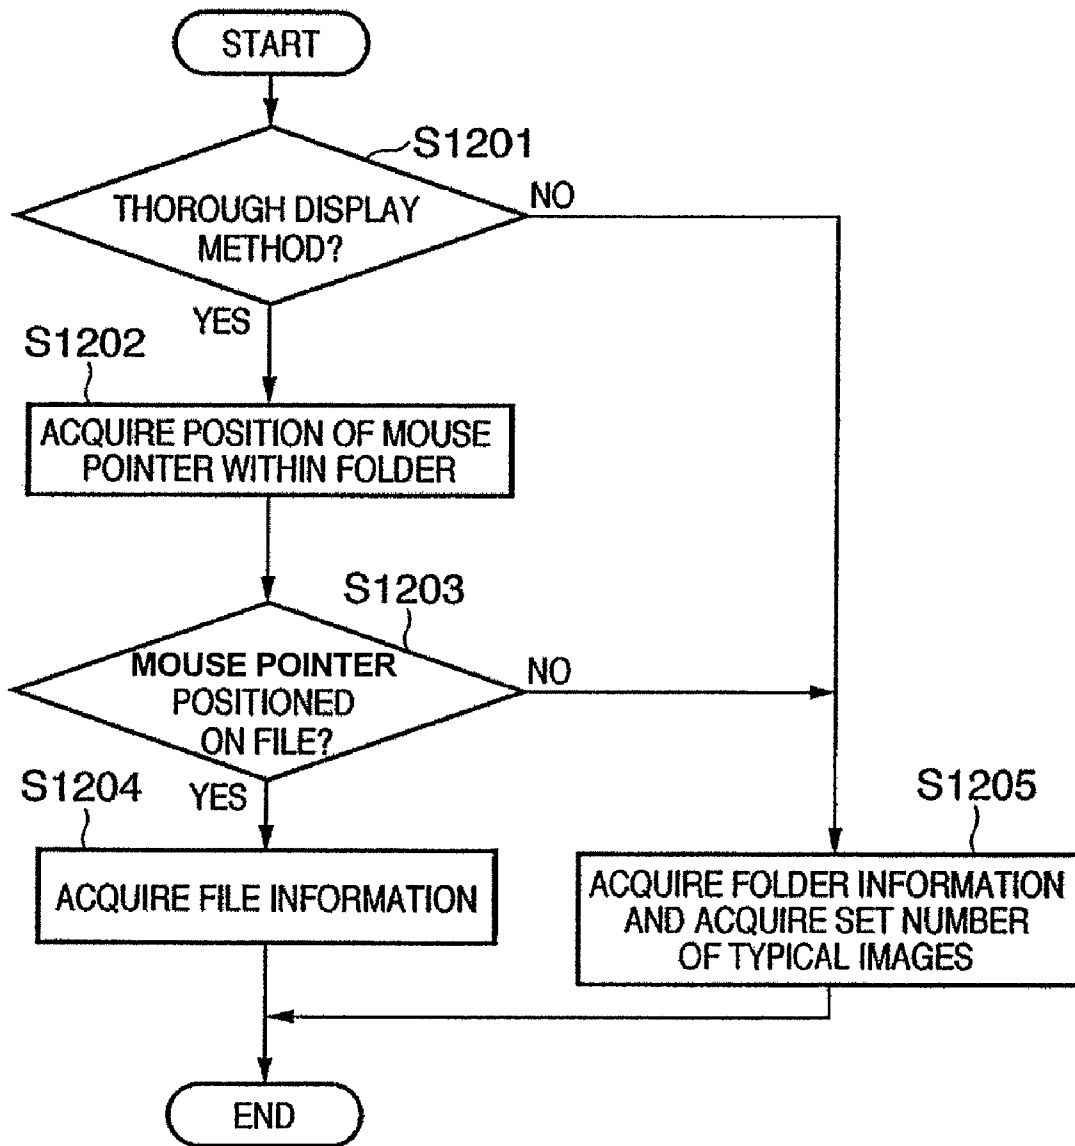 START
S1201
THOROUGH DISPLAY
METHOD?
NO
YES
S1202
ACQUIRE POSITION OF MOUSE
POINTER WITHIN FOLDER
S1203
MOUSE POINTER
POSITIONED
ON FILE?
NO
YES
S1204
ACQUIRE FILE INFORMATION
S1205
ACQUIRE FOLDER INFORMATION
AND ACQUIRE SET NUMBER
OF TYPICAL IMAGES
END